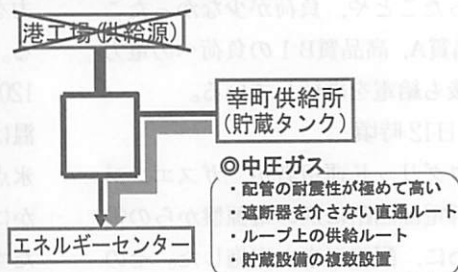 港工場(供給源)
幸町供給所
(貯蔵タンク)
◎中圧ガス
・配管の耐震性が極めて高い
・遮断器を介さない直通ルート
・ループ上の供給ルート
・貯蔵設備の複数設置
エネルギーセンター